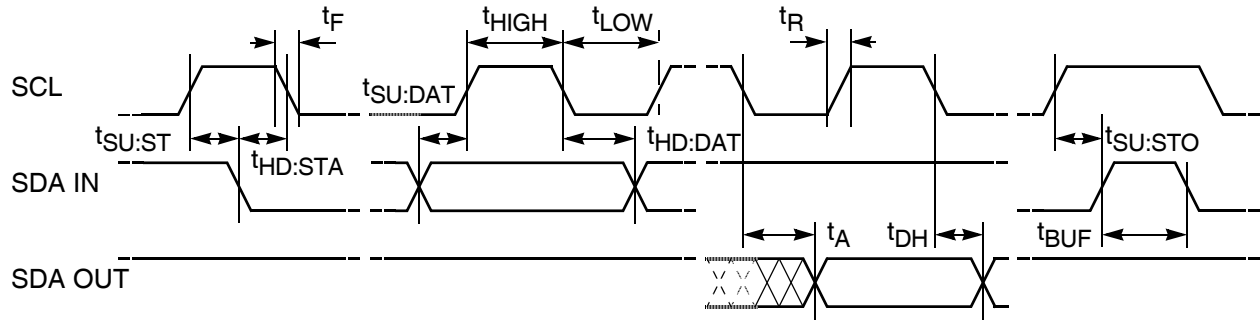 tF
tHIGH
tLOW
tR
SCL
tSU:DAT
tSU:ST
tHD:STA
tHD:DAT
tSU:STO
SDA IN
tA
tDH
tBUF
SDA OUT